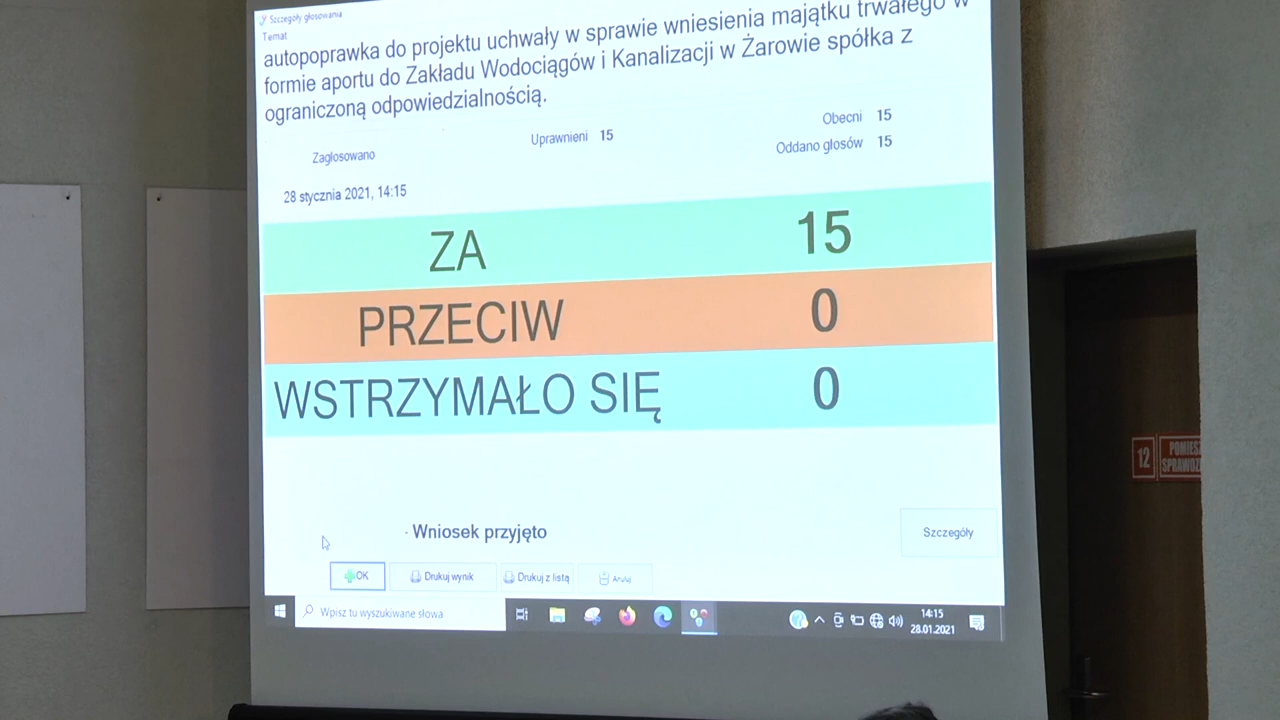 Szczegóły głosowania
Temat
autopoprawka do projektu uchwały w sprawie wniesienia majątku trwałego w
formie aportu do Zakładu Wodociągów i Kanalizacji w Żarowie spółka z
ograniczoną odpowiedzialnością.
Uprawnieni 15
Obecni 15
Zagłosowano
Oddano głosów 15
28 stycznia 2021, 14:15
ZA 15
PRZECIW 0
WSTRZYMAŁO SIĘ 0
Wniosek przyjęto
Szczegóły
OK Drukuj wynik Drukuj z listą Anuluj
Wpisz tu wyszukiwane słowa
14:15
28.01.2021
12